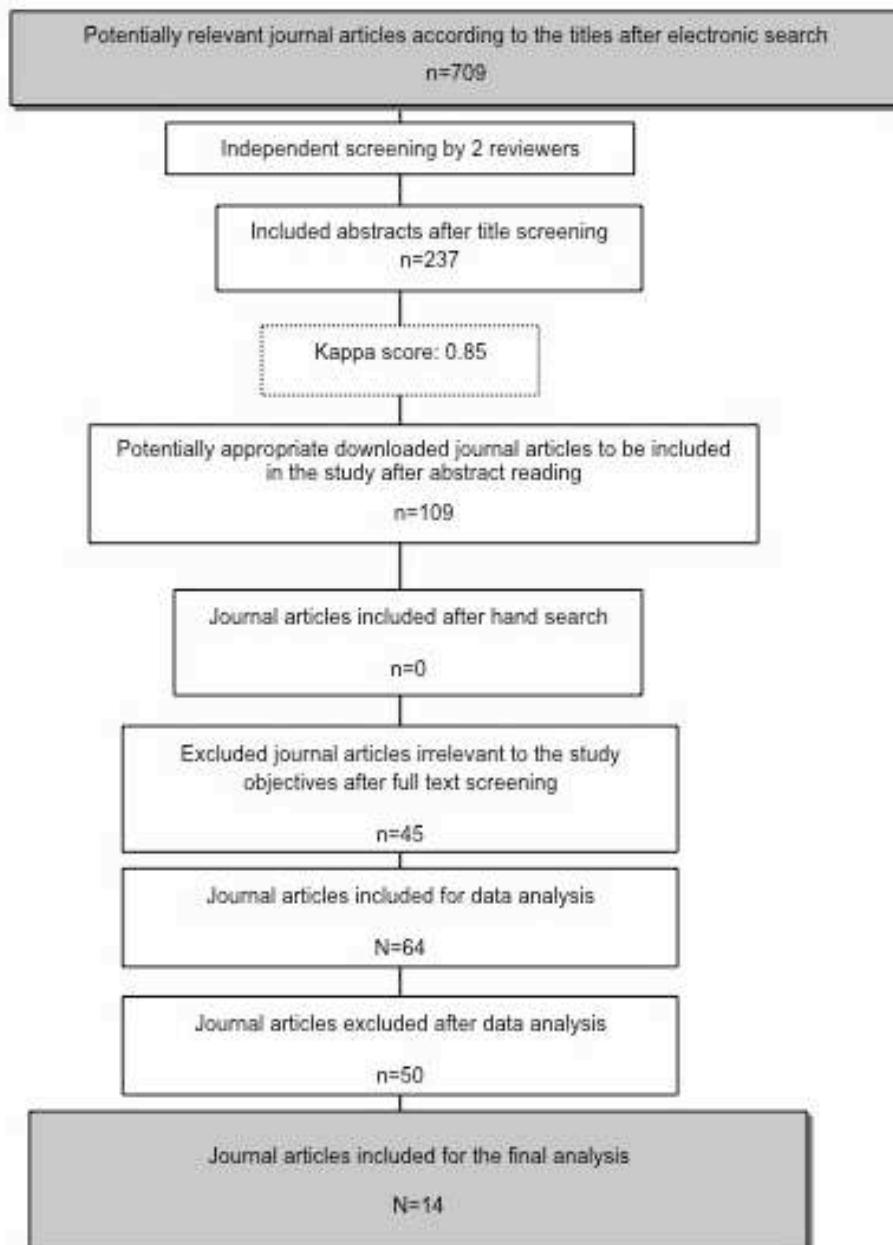 Potentially relevant journal articles according to the titles after electronic search
n=709
Independent screening by 2 reviewers
Included abstracts after title screening
n=237
Kappa score: 0.85
Potentially appropriate downloaded journal articles to be included
in the study after abstract reading
n=109
Journal articles included after hand search
n=0
Excluded journal articles irrelevant to the study
objectives after full text screening
n=45
Journal articles included for data analysis
N=64
Journal articles excluded after data analysis
n=50
Journal articles included for the final analysis
N=14